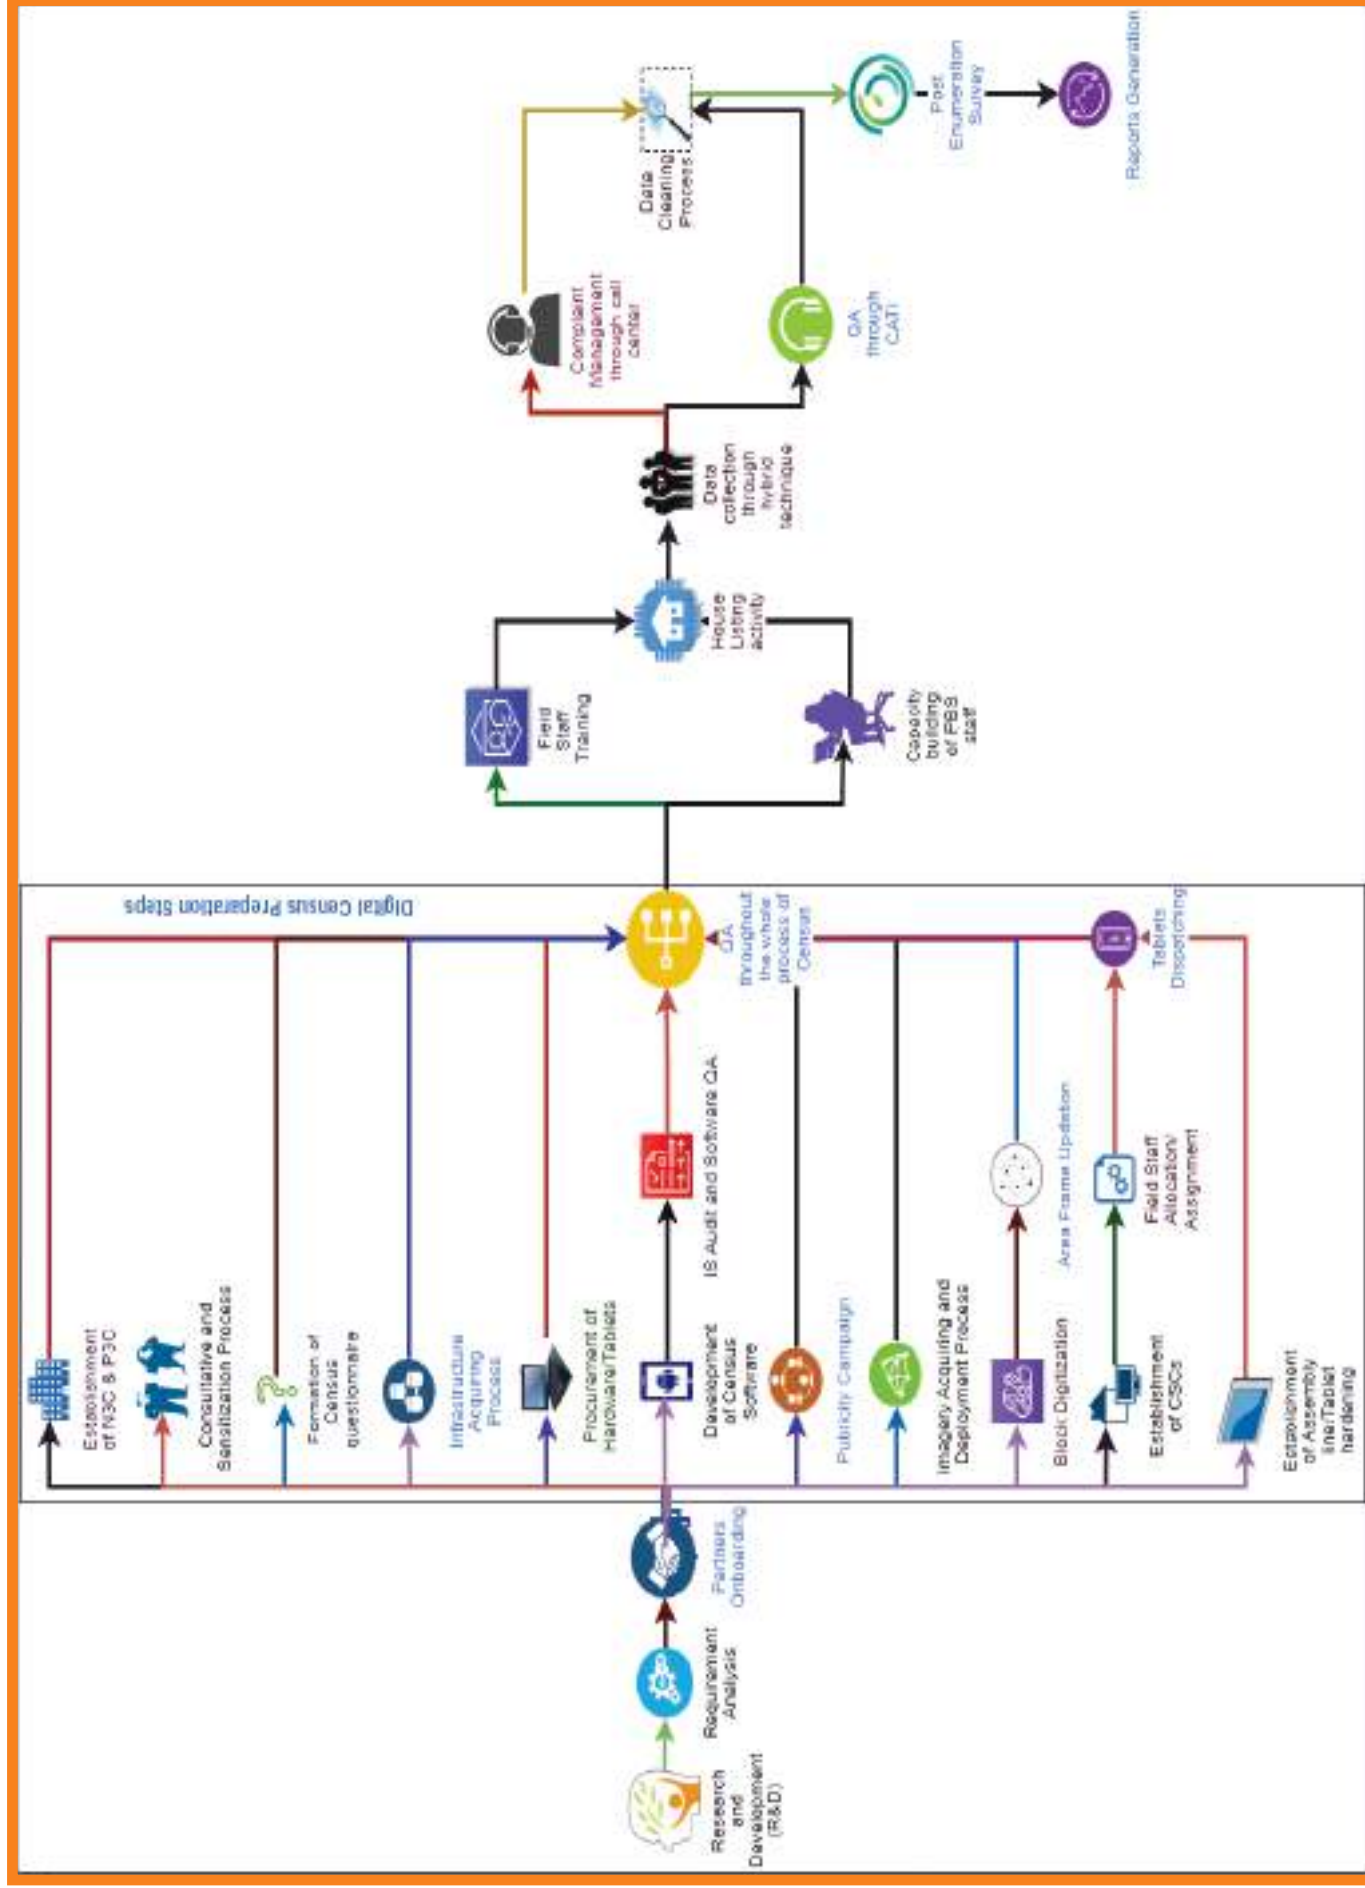 Research
and
Development
(R&D)
Requirement
Analysis
Partners
Onboarding
Digital Census Preparation Steps
Establishment
of N3C & P3C
Consultative and
Sensitization Process
Formation of
Census
questionnaire
Infrastructure
Acquiring
Process
Procurement of
Hardware/Tablets
Development
of Census
Software
IS Audit and Software QA
Publicity Campaign
Imagery Acquiring and
Deployment Process
Block Digitization
Area Frame Updation
Establishment
of CSCs
Field Staff
Allocation/
Assignment
Tablets
Dispatching
Establishment
of Assembly
line/Tablet
hardening
QA
throughout
the whole
process of
Census
Field
Staff
Training
Capacity
building
of PBS
staff
House
Listing
activity
Data
collection
through
hybrid
technique
Complaint
Management
through call
center
QA
through
CATI
Data
Cleaning
Process
Post
Enumeration
Survey
Reports Generation